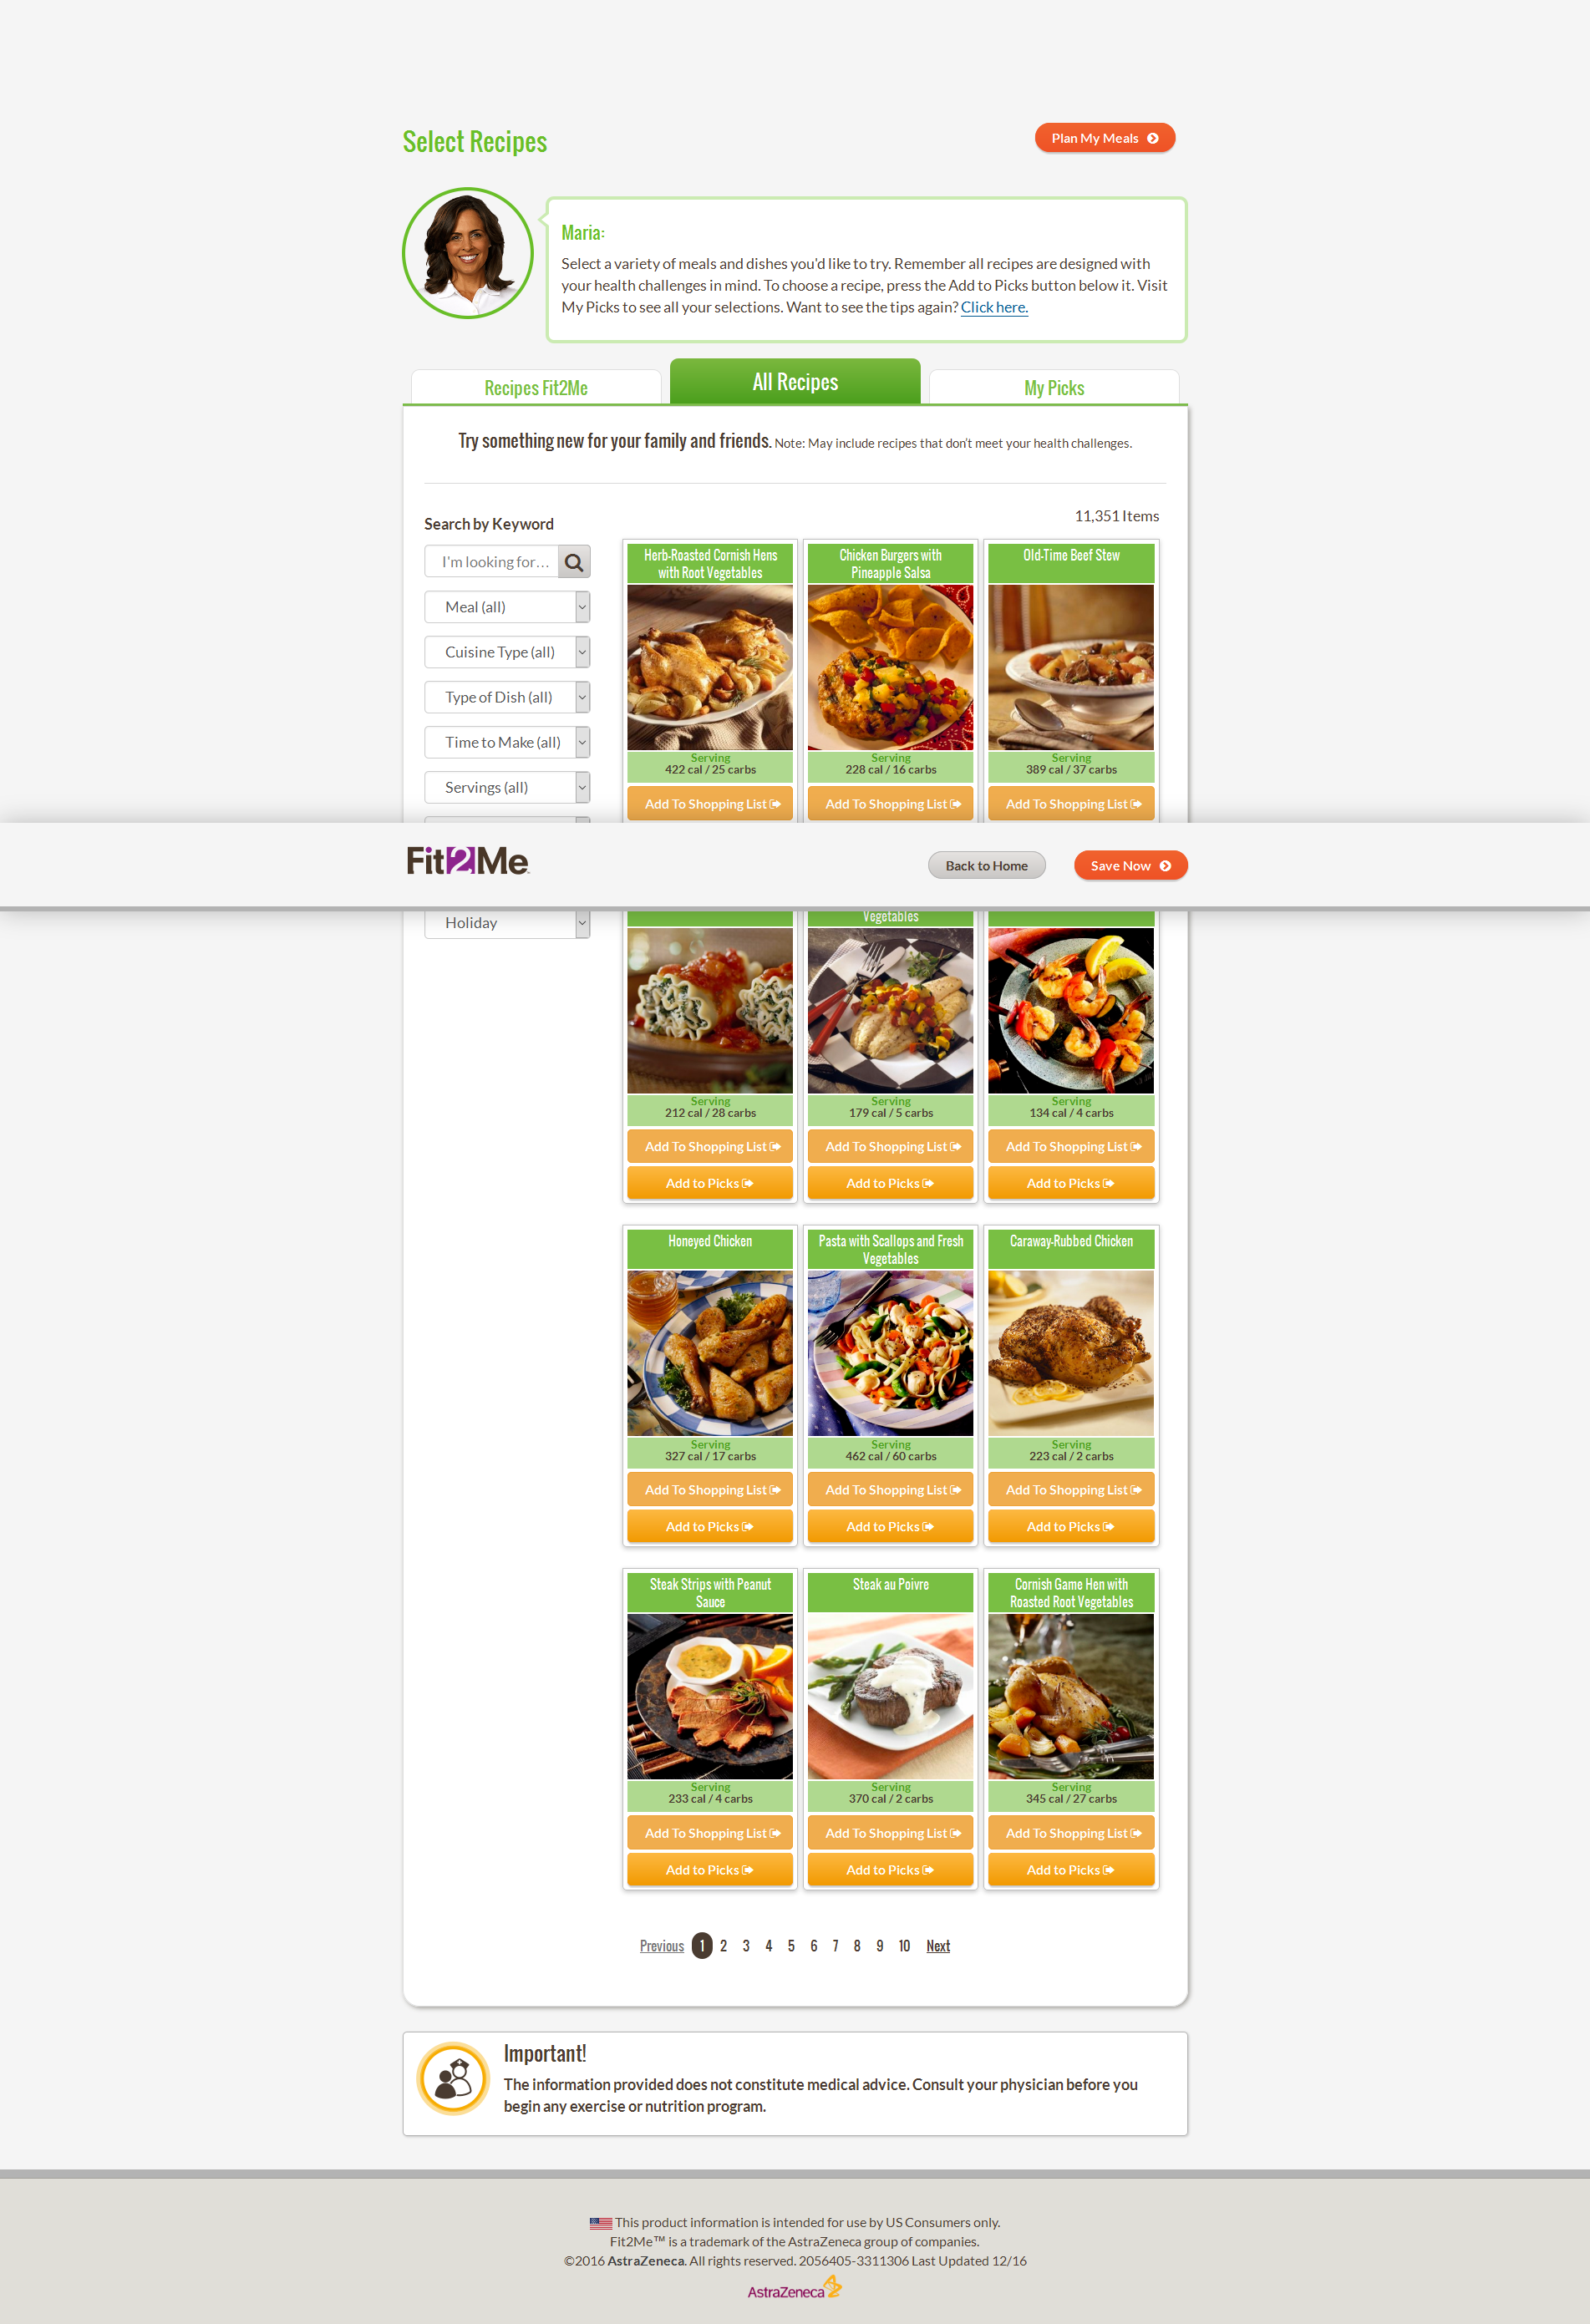 Select Recipes
Plan My Meals
Maria:
Select a variety of meals and dishes you'd like to try. Remember all recipes are designed with
your health challenges in mind. To choose a recipe, press the Add to Picks button below it. Visit
My Picks to see all your selections. Want to see the tips again? Click here.
Recipes Fit2Me
All Recipes
My Picks
Try something new for your family and friends. Note: May include recipes that don't meet your health challenges.
Search by Keyword
11,351 Items
I'm looking for...
Meal (all)
Cuisine Type (all)
Type of Dish (all)
Time to Make (all)
Servings (all)
Herb-Roasted Cornish Hens
with Root Vegetables
Serving
422 cal / 25 carbs
Add To Shopping List
Chicken Burgers with
Pineapple Salsa
Serving
228 cal / 16 carbs
Add To Shopping List
Old-Time Beef Stew
Serving
389 cal / 37 carbs
Add To Shopping List
Fit2Me
Back to Home
Save Now
Holiday
Serving
212 cal / 28 carbs
Add To Shopping List
Add to Picks
Vegetables
Serving
179 cal / 5 carbs
Add To Shopping List
Add to Picks
Serving
134 cal / 4 carbs
Add To Shopping List
Add to Picks
Honeyed Chicken
Serving
327 cal / 17 carbs
Add To Shopping List
Add to Picks
Pasta with Scallops and Fresh
Vegetables
Serving
462 cal / 60 carbs
Add To Shopping List
Add to Picks
Caraway-Rubbed Chicken
Serving
223 cal / 2 carbs
Add To Shopping List
Add to Picks
Steak Strips with Peanut
Sauce
Serving
233 cal / 4 carbs
Add To Shopping List
Add to Picks
Steak au Poivre
Serving
370 cal / 2 carbs
Add To Shopping List
Add to Picks
Cornish Game Hen with
Roasted Root Vegetables
Serving
345 cal / 27 carbs
Add To Shopping List
Add to Picks
Previous 1 2 3 4 5 6 7 8 9 10 Next
Important!
The information provided does not constitute medical advice. Consult your physician before you
begin any exercise or nutrition program.
This product information is intended for use by US Consumers only.
Fit2Me™ is a trademark of the AstraZeneca group of companies.
©2016 AstraZeneca. All rights reserved. 2056405-3311306 Last Updated 12/16
AstraZeneca